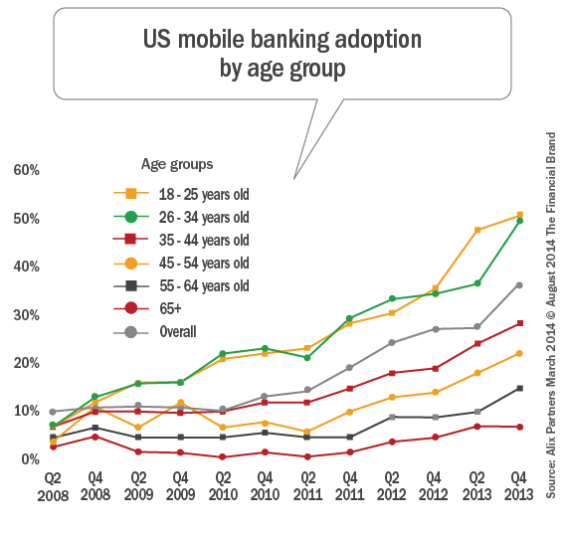 US mobile banking adoption
by age group
Age groups
18 - 25 years old
26 - 34 years old
35 - 44 years old
45 - 54 years old
55 - 64 years old
65+
Overall
60%
50%
40%
30%
20%
10%
0%
Q2 Q4 Q2 Q4 Q2 Q4 Q2 Q4 Q2 Q4 Q2 Q4
2008 2008 2009 2009 2010 2010 2011 2011 2012 2012 2013 2013
Source: Alix Partners March 2014 © August 2014 The Financial Brand